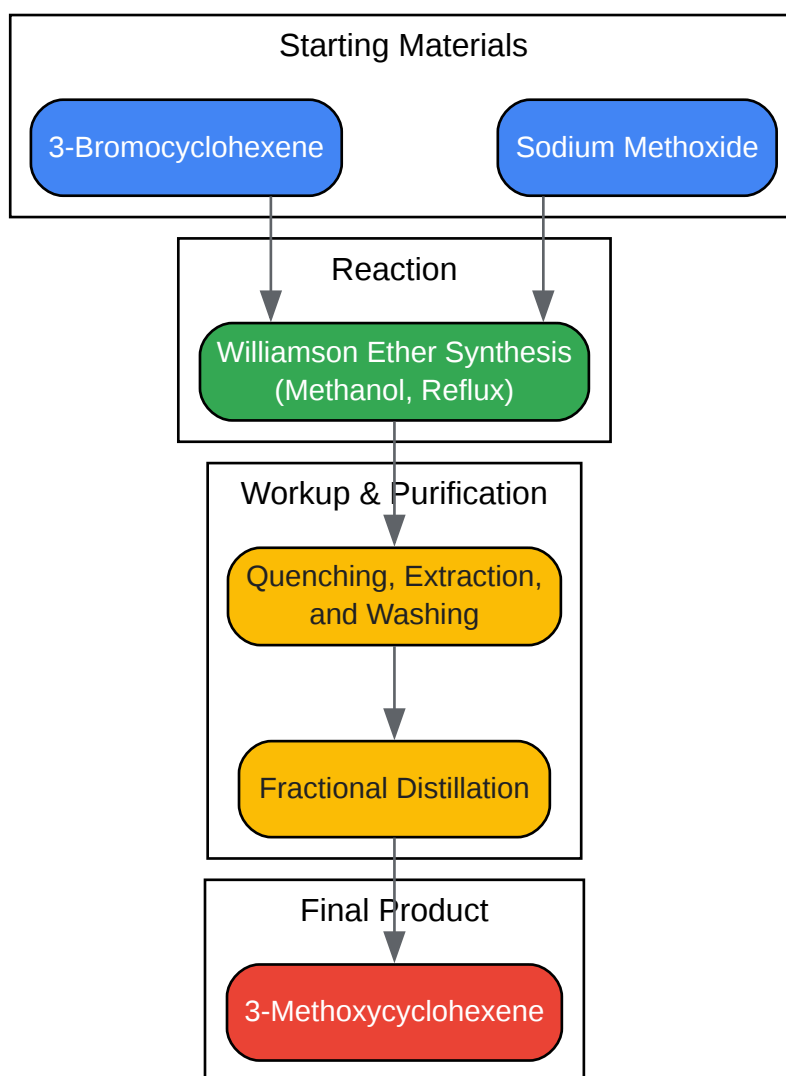 Starting Materials
3-Bromocyclohexene
Sodium Methoxide
Reaction
Williamson Ether Synthesis
(Methanol, Reflux)
Workup & Purification
Quenching, Extraction,
and Washing
Fractional Distillation
Final Product
3-Methoxycyclohexene